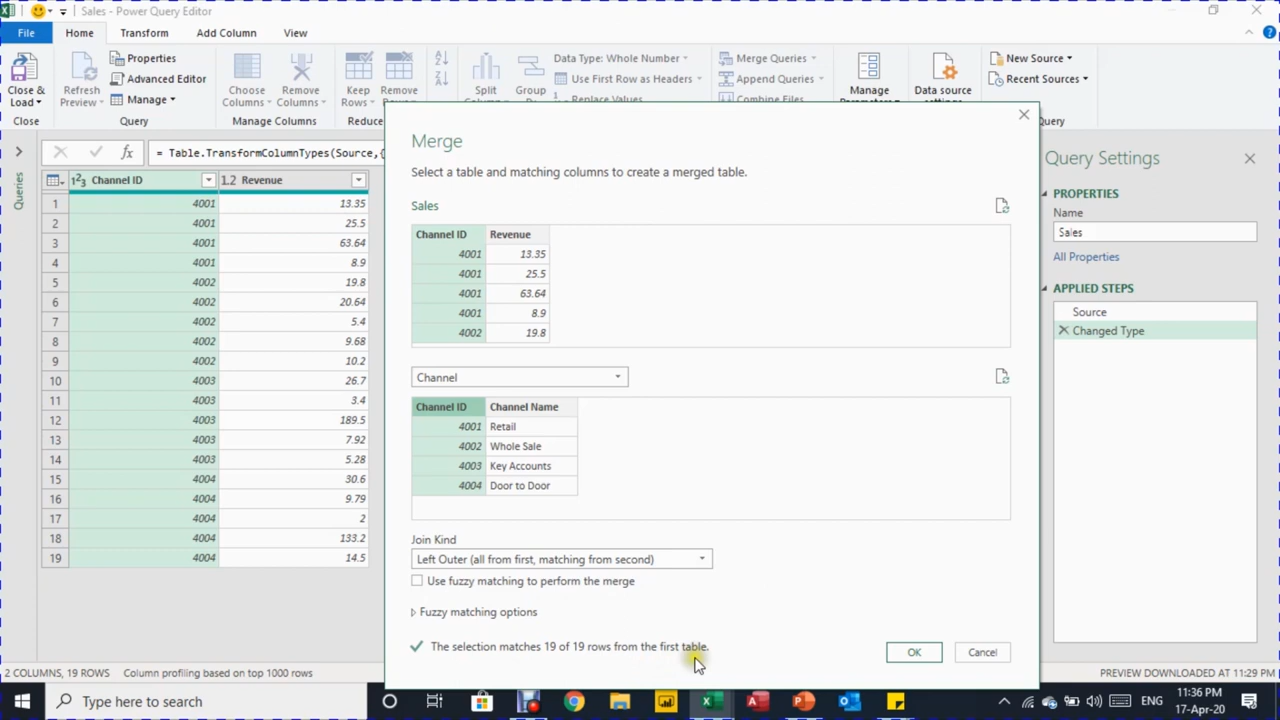 Sales - Power Query Editor
File Home Transform Add Column View
Close & Load
Refresh Preview
Properties
Advanced Editor
Manage
Choose Columns
Remove Columns
Keep Rows
Remove
Split
Group
Data Type: Whole Number
Use First Row as Headers
Replace Values
Merge Queries
Append Queries
Combine Files
Manage
Data source
New Source
Recent Sources
Close
Query
Manage Columns
Reduce
Query
= Table.TransformColumnTypes(Source,{
Queries
1 2 3 Channel ID 1.2 Revenue
1 4001 13.35
2 4001 25.5
3 4001 63.64
4 4001 8.9
5 4002 19.8
6 4002 20.64
7 4002 5.4
8 4002 9.68
9 4002 10.2
10 4003 26.7
11 4003 3.4
12 4003 189.5
13 4003 7.92
14 4003 5.28
15 4004 30.6
16 4004 9.79
17 4004 2
18 4004 133.2
19 4004 14.5
Merge
Select a table and matching columns to create a merged table.
Sales
Channel ID Revenue
4001 13.35
4001 25.5
4001 63.64
4001 8.9
4002 19.8
Channel
Channel ID Channel Name
4001 Retail
4002 Whole Sale
4003 Key Accounts
4004 Door to Door
Join Kind
Left Outer (all from first, matching from second)
Use fuzzy matching to perform the merge
Fuzzy matching options
The selection matches 19 of 19 rows from the first table.
OK Cancel
Query Settings
PROPERTIES
Name
Sales
All Properties
APPLIED STEPS
Source
Changed Type
2 COLUMNS, 19 ROWS Column profiling based on top 1000 rows
PREVIEW DOWNLOADED AT 11:29 PM
Type here to search
ENG
11:36 PM
17-Apr-20